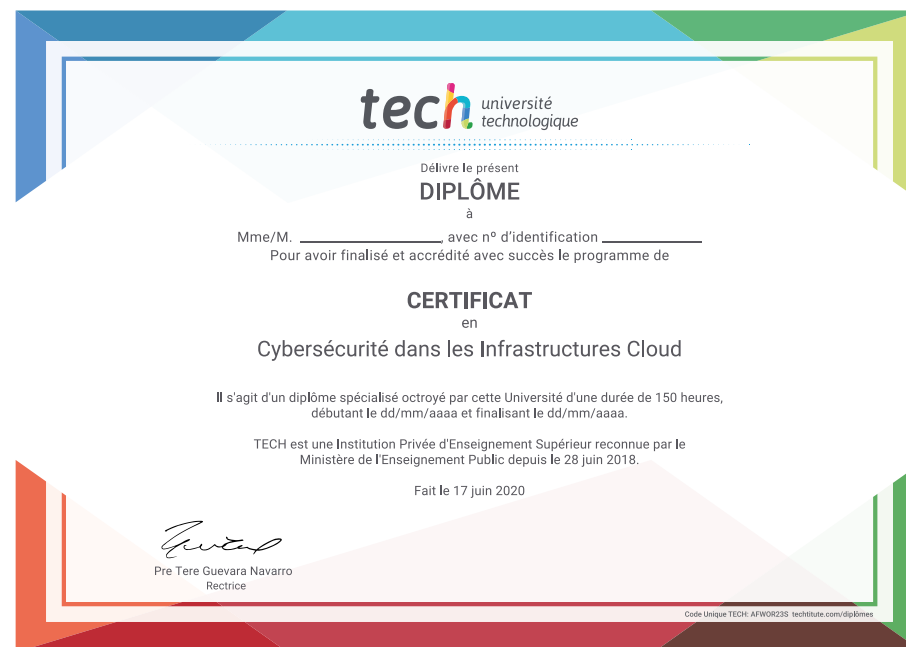 tech université
technologique
Délivre le présent
DIPLÔME
à
Mme/M. ____________________, avec nº d'identification ______________
Pour avoir finalisé et accrédité avec succès le programme de
CERTIFICAT
en
Cybersécurité dans les Infrastructures Cloud
Il s'agit d'un diplôme spécialisé octroyé par cette Université d'une durée de 150 heures,
débutant le dd/mm/aaaa et finalisant le dd/mm/aaaa.
TECH est une Institution Privée d'Enseignement Supérieur reconnue par le
Ministère de l'Enseignement Public depuis le 28 juin 2018.
Fait le 17 juin 2020
Pre Tere Guevara Navarro
Rectrice
Code Unique TECH: AFWOR23S techtitute.com/diplômes